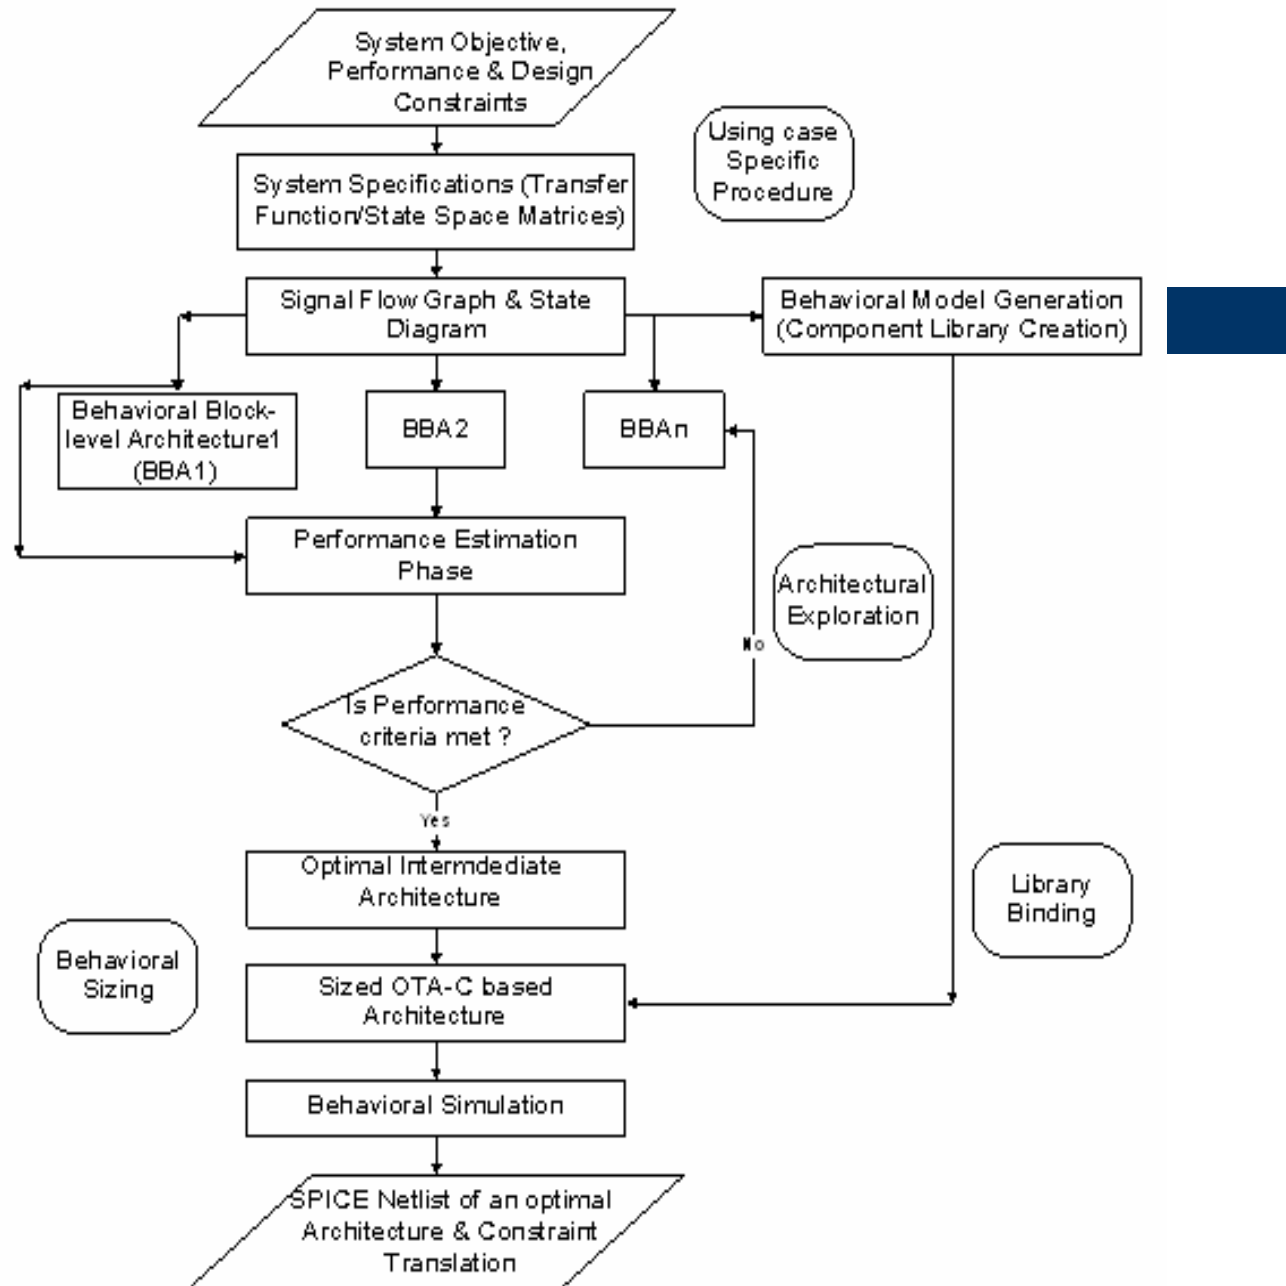 System Objective,
Performance & Design
Constraints
Using case
Specific
Procedure
System Specifications (Transfer
Function/State Space Matrices)
Signal Flow Graph & State
Diagram
Behavioral Model Generation
(Component Library Creation)
Behavioral Block-
level Architecture1
(BBA1)
BBA2
BBAn
Performance Estimation
Phase
Architectural
Exploration
No
Is Performance
criteria met ?
Yes
Optimal Intermdediate
Architecture
Library
Binding
Behavioral
Sizing
Sized OTA-C based
Architecture
Behavioral Simulation
SPICE Netlist of an optimal
Architecture & Constraint
Translation